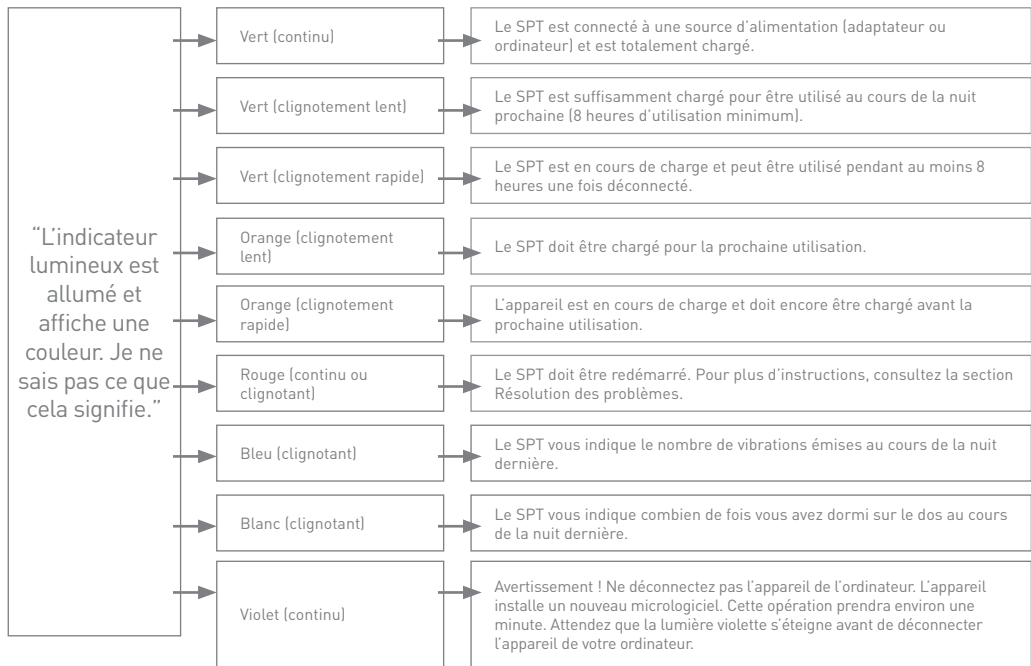 “L’indicateur
lumineux est
allumé et
affiche une
couleur. Je ne
sais pas ce que
cela signifie.”
Vert (continu)
Le SPT est connecté à une source d’alimentation (adaptateur ou
ordinateur) et est totalement chargé.
Vert (clignotement lent)
Le SPT est suffisamment chargé pour être utilisé au cours de la nuit
prochaine (8 heures d’utilisation minimum).
Vert (clignotement rapide)
Le SPT est en cours de charge et peut être utilisé pendant au moins 8
heures une fois déconnecté.
Orange (clignotement
lent)
Le SPT doit être chargé pour la prochaine utilisation.
Orange (clignotement
rapide)
L’appareil est en cours de charge et doit encore être chargé avant la
prochaine utilisation.
Rouge (continu ou
clignotant)
Le SPT doit être redémarré. Pour plus d’instructions, consultez la section
Résolution des problèmes.
Bleu (clignotant)
Le SPT vous indique le nombre de vibrations émises au cours de la nuit
dernière.
Blanc (clignotant)
Le SPT vous indique combien de fois vous avez dormi sur le dos au cours
de la nuit dernière.
Violet (continu)
Avertissement ! Ne déconnectez pas l’appareil de l’ordinateur. L’appareil
installe un nouveau micrologiciel. Cette opération prendra environ une
minute. Attendez que la lumière violette s’éteigne avant de déconnecter
l’appareil de votre ordinateur.